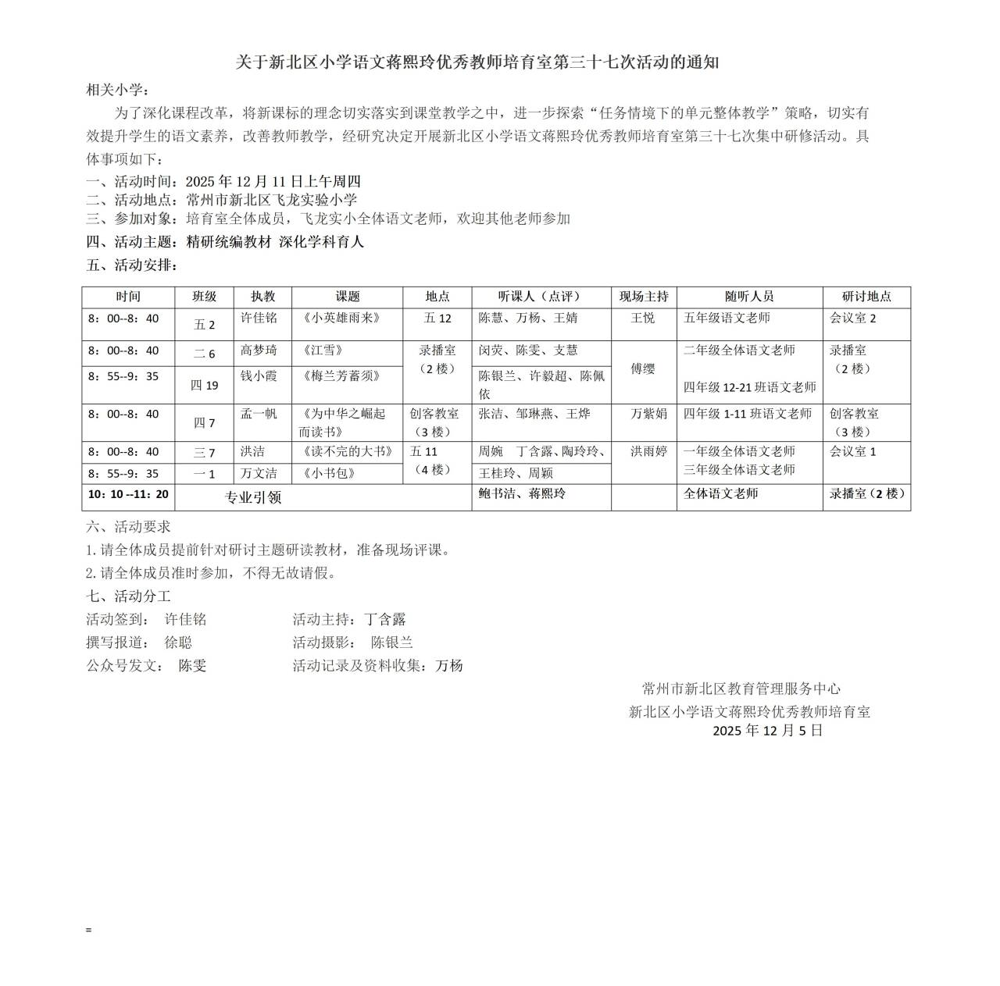 关于新北区小学语文蒋熙玲优秀教师培育室第三十七次活动的通知
相关小学：
为了深化课程改革，将新课标的理念切实落实到课堂教学之中，进一步探索“任务情境下的单元整体教学”策略，切实有
效提升学生的语文素养，改善教师教学，经研究决定开展新北区小学语文蒋熙玲优秀教师培育室第三十七次集中研修活动。具
体事项如下：
一、活动时间：2025 年 12 月 11 日上午周四
二、活动地点：常州市新北区飞龙实验小学
三、参加对象：培育室全体成员，飞龙实小全体语文老师，欢迎其他老师参加
四、活动主题：精研统编教材 深化学科育人
五、活动安排：
时间 班级 执教 课题 地点 听课人（点评） 现场主持 随听人员 研讨地点
8：00--8：40 五 2 许佳铭 《小英雄雨来》 五 12 陈慧、万杨、王婧 王悦 五年级语文老师 会议室 2
8：00--8：40 二 6 高梦琦 《江雪》 录播室 闵荧、陈雯、支慧 傅缨 二年级全体语文老师 录播室
（2 楼） （2 楼）
8：55--9：35 四 19 钱小霞 《梅兰芳蓄须》 陈银兰、许毅超、陈佩 四年级 12-21 班语文老师
依
8：00--8：40 四 7 孟一帆 《为中华之崛起 创客教室 张洁、邹琳燕、王烨 万紫娟 四年级 1-11 班语文老师 创客教室
而读书》 （3 楼） （3 楼）
8：00--8：40 三 7 洪洁 《读不完的大书》 五 11 周婉 丁含露、陶玲玲、 洪雨婷 一年级全体语文老师 会议室 1
8：55--9：35 一 1 万文洁 《小书包》 （4 楼） 王桂玲、周颖 三年级全体语文老师
10：10 --11：20 专业引领 鲍书洁、蒋熙玲 全体语文老师 录播室（2 楼）
六、活动要求
1.请全体成员提前针对研讨主题研读教材，准备现场评课。
2.请全体成员准时参加，不得无故请假。
七、活动分工
活动签到： 许佳铭 活动主持：丁含露
撰写报道： 徐聪 活动摄影： 陈银兰
公众号发文： 陈雯 活动记录及资料收集：万杨
常州市新北区教育管理服务中心
新北区小学语文蒋熙玲优秀教师培育室
2025 年 12 月 5 日
=